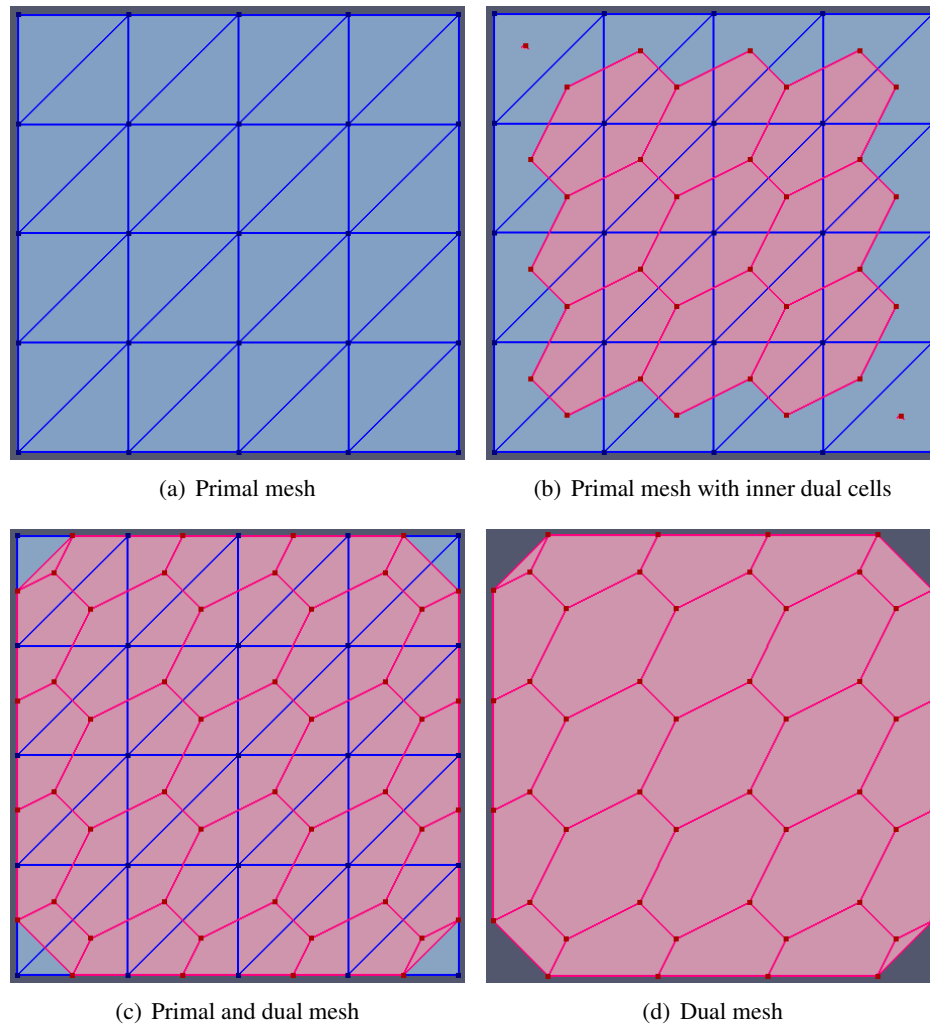 (a) Primal mesh
(b) Primal mesh with inner dual cells
(c) Primal and dual mesh
(d) Dual mesh